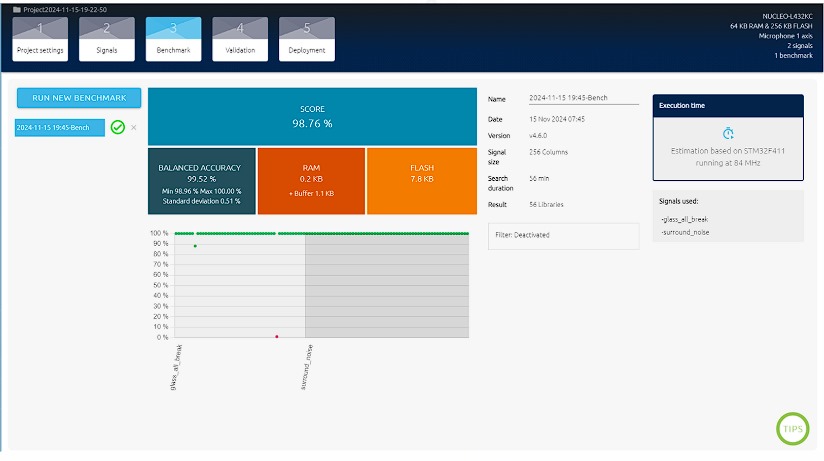 Project2024-11-15-19-22-50
1
Project settings
2
Signals
3
Benchmark
4
Validation
5
Deployment
NUCLEO-L432KC
64 KB RAM & 256 KB FLASH
Microphone 1 axis
2 signals
1 benchmark
RUN NEW BENCHMARK
2024-11-15 19:45-Bench
SCORE
98.76 %
BALANCED ACCURACY
99.52 %
Min 98.96 % Max 100.00 %
Standard deviation 0.51 %
RAM
0.2 KB
+ Buffer 1.1 KB
FLASH
7.8 KB
100 %
90 %
80 %
70 %
60 %
50 %
40 %
30 %
20 %
10 %
0 %
glass_all_break
surround_noise
Name 2024-11-15 19:45-Bench
Date 15 Nov 2024 07:45
Version v4.6.0
Signal size 256 Columns
Search duration 56 min
Result 56 Libraries
Filter: Deactivated
Execution time
Estimation based on STM32F411
running at 84 MHz
Signals used:
-glass_all_break
-surround_noise
TIPS